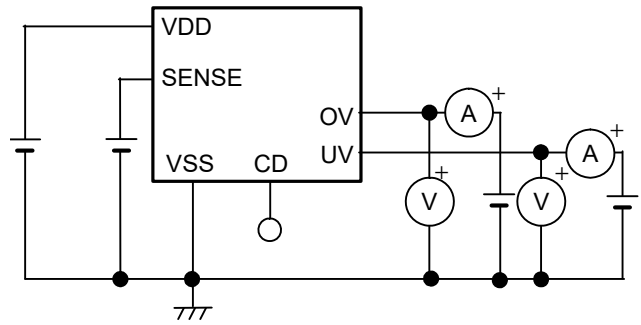 VDD
SENSE
OV
UV
VSS CD
A +
A +
V +
V +